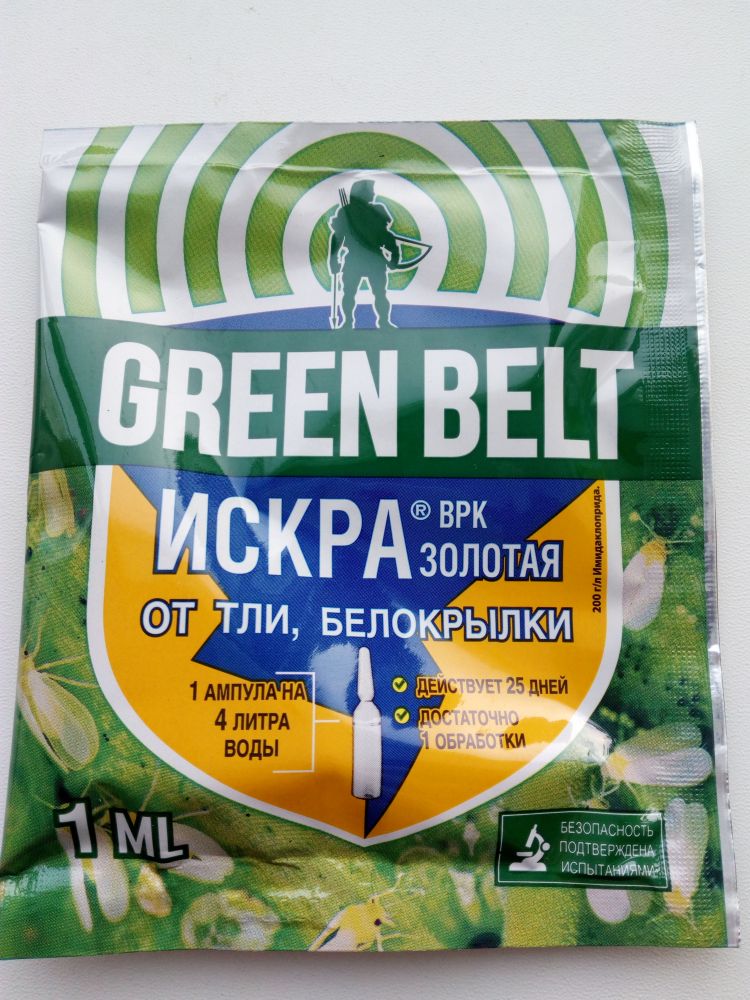 GREEN BELT
ИСКРА® ВРК
ЗОЛОТАЯ
200 г/л Имидаклоприда.
ОТ ТЛИ, БЕЛОКРЫЛКИ
1 АМПУЛА НА
4 ЛИТРА
ВОДЫ
ДЕЙСТВУЕТ 25 ДНЕЙ
ДОСТАТОЧНО
1 ОБРАБОТКИ
1 ML
БЕЗОПАСНОСТЬ
ПОДТВЕРЖДЕНА
ИСПЫТАНИЯМИ